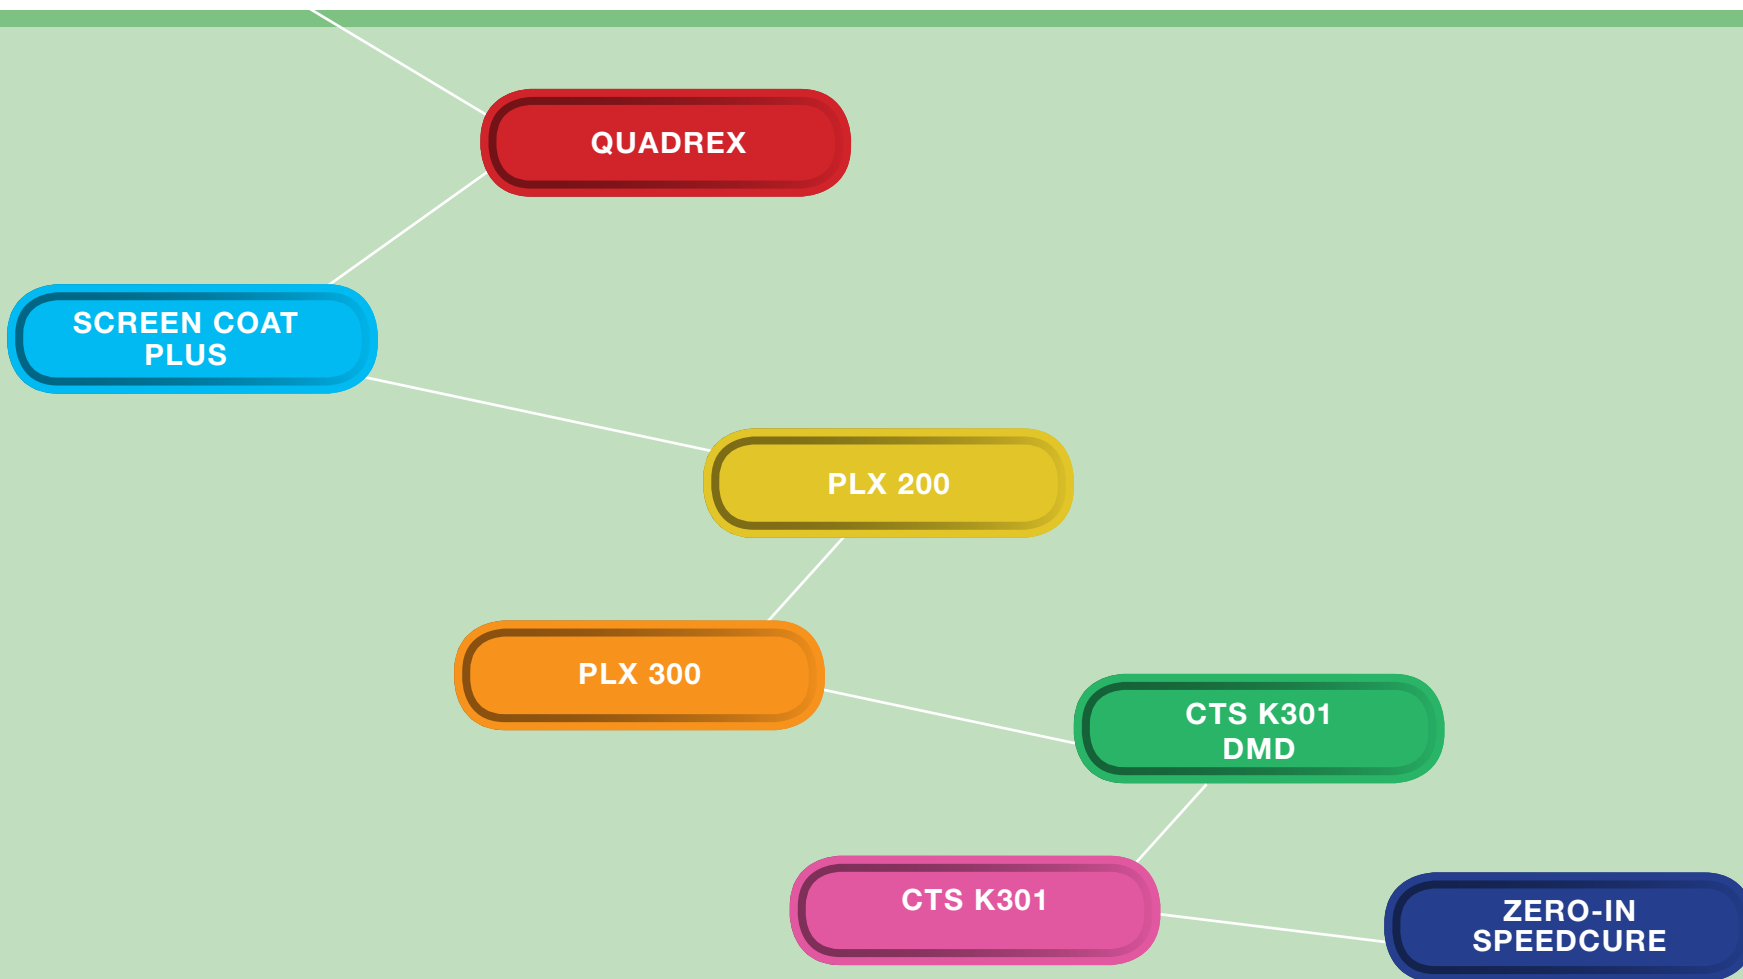 QUADREX
SCREEN COAT
PLUS
PLX 200
PLX 300
CTS K301
DMD
CTS K301
ZERO-IN
SPEEDCURE